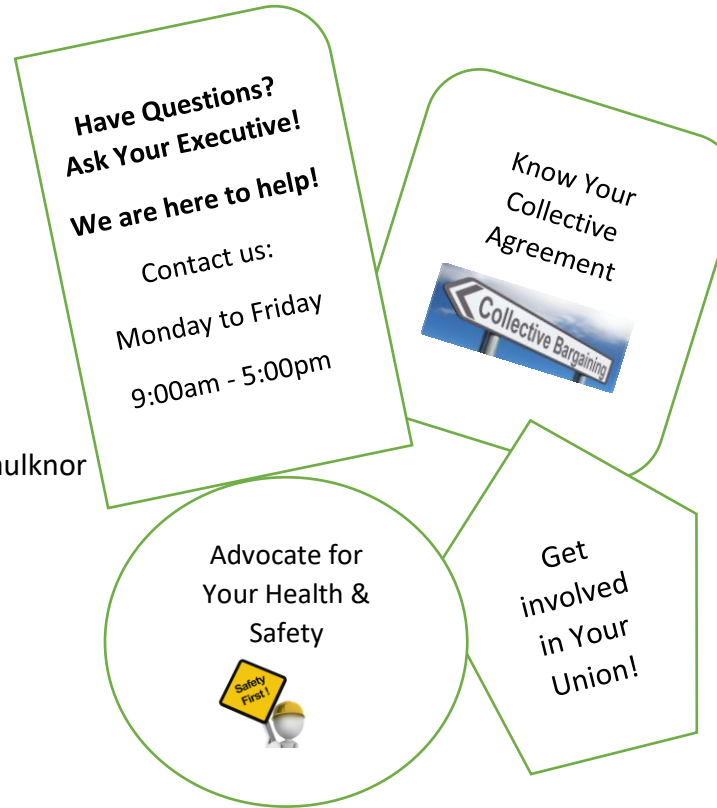 Have Questions?
Ask Your Executive!
We are here to help!
Contact us:
Monday to Friday
9:00am - 5:00pm
Know Your
Collective
Agreement
Collective Bargaining
Advocate for
Your Health &
Safety
Safety
First !
Get
involved
in Your
Union!